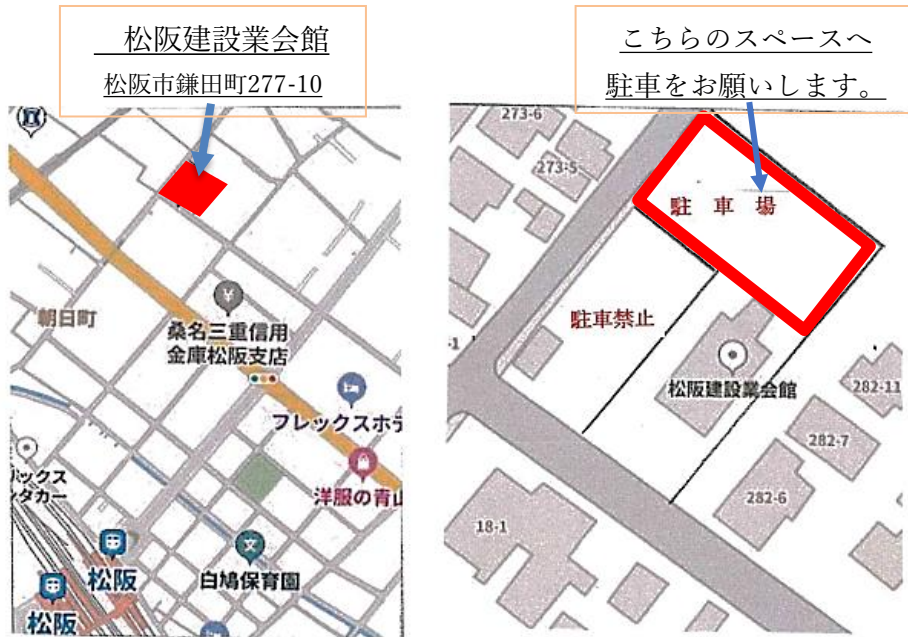 松阪建設業会館
松阪市鎌田町277-10
こちらのスペースへ
駐車をお願いします。
朝日町
桑名三重信用
金庫松阪支店
フレックスホテ
洋服の青山
リックス
ンタカー
白鳩保育園
松阪
松阪
273-6
273-5
駐 車 場
駐車禁止
-1
松阪建設業会館
282-11
282-7
282-6
18-1